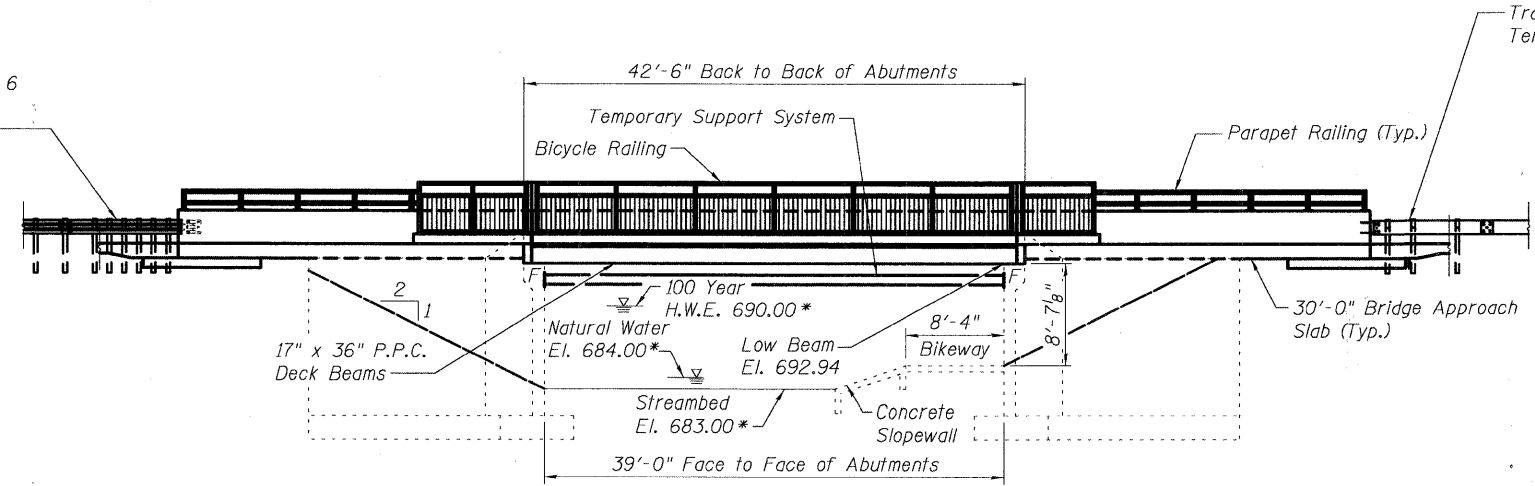 Tra
Ter
6
42'-6" Back to Back of Abutments
Temporary Support System
Bicycle Railing
Parapet Railing (Typ.)
F
F
2
1
100 Year
H.W.E. 690.00*
Natural Water
El. 684.00*
8'-4"
Bikeway
8'-7⅛"
30'-0" Bridge Approach
Slab (Typ.)
17" x 36" P.P.C.
Deck Beams
Low Beam
El. 692.94
Streambed
El. 683.00*
Concrete
Slopewall
39'-0" Face to Face of Abutments